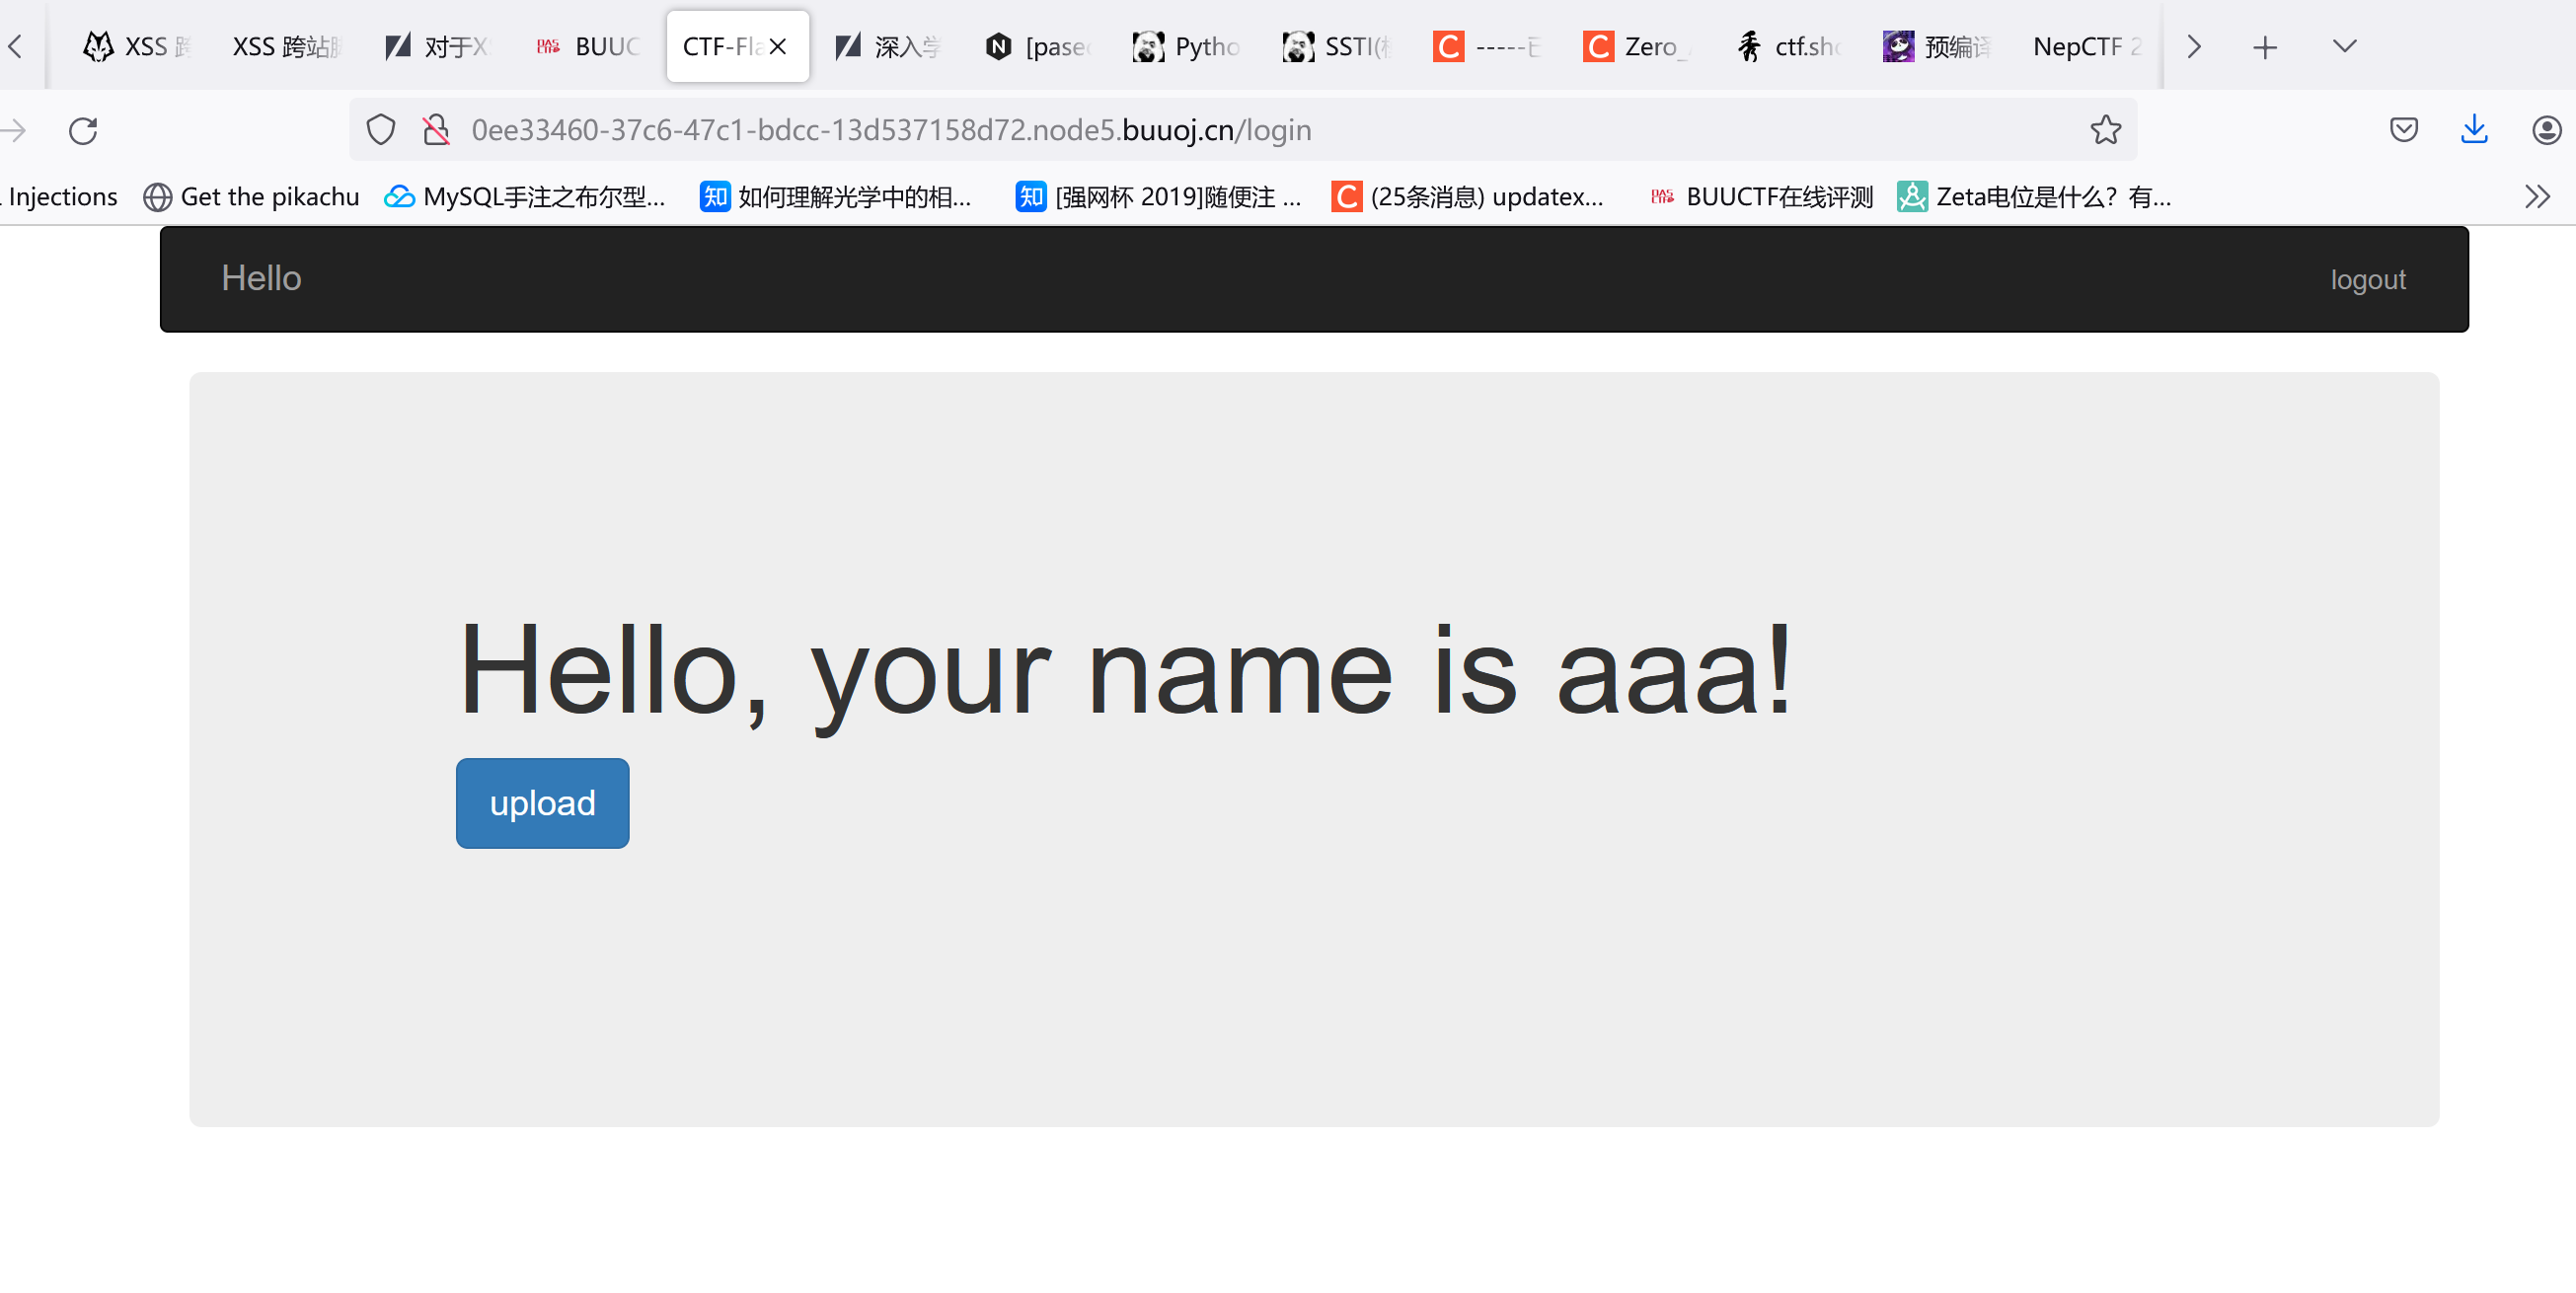 XSS 跨 XSS 跨站 对于X BUUC CTF-Fla 深入学 [pasec Pytho SSTI( -----已 Zero_ ctf.sho 预编译 NepCTF 2
0ee33460-37c6-47c1-bdcc-13d537158d72.node5.buuoj.cn/login
Injections Get the pikachu MySQL手注之布尔型... 如何理解光学中的相... [强网杯 2019]随便注 ... (25条消息) updatex... BUUCTF在线评测 Zeta电位是什么？有...
Hello logout
Hello, your name is aaa!
upload